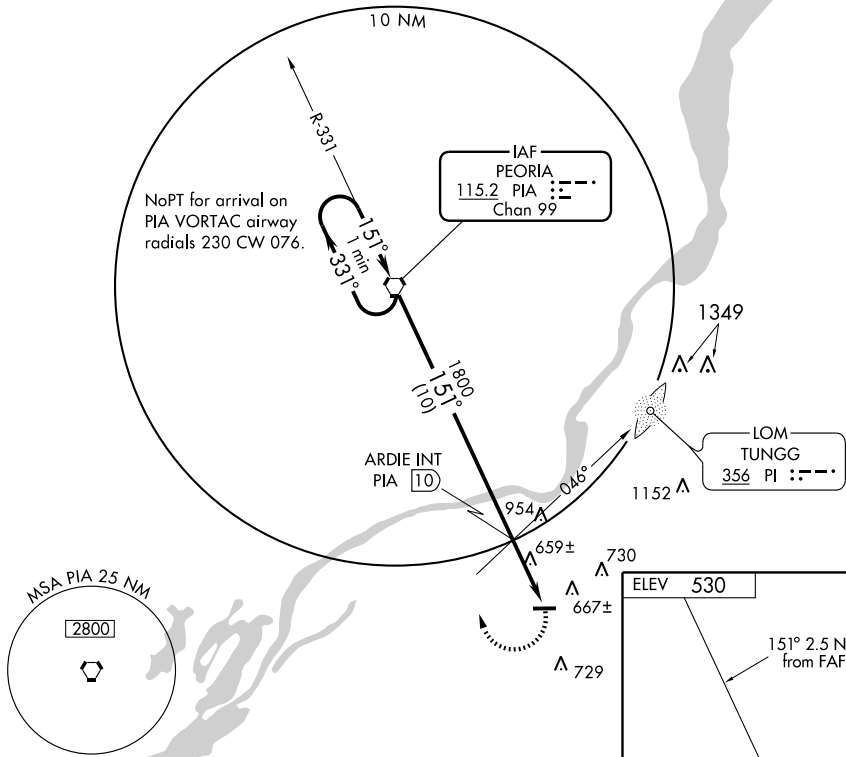 10 NM
R-331
IAF
PEORIA
115.2 PIA
Chan 99
NoPT for arrival on
PIA VORTAC airway
radials 230 CW 076.
151°
1 min
331°
1349
1800
151°
(10)
LOM
TUNGG
356 PI
ARDIE INT
PIA 10
046°
1152
954
659±
730
667±
729
MSA PIA 25 NM
2800
ELEV 530
151° 2.5 N
from FAF